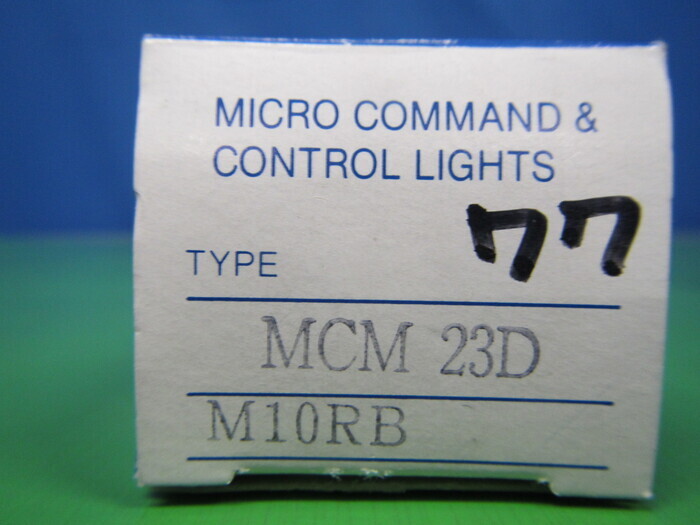 MICRO COMMAND &
CONTROL LIGHTS
77
TYPE
MCM 23D
M10RB